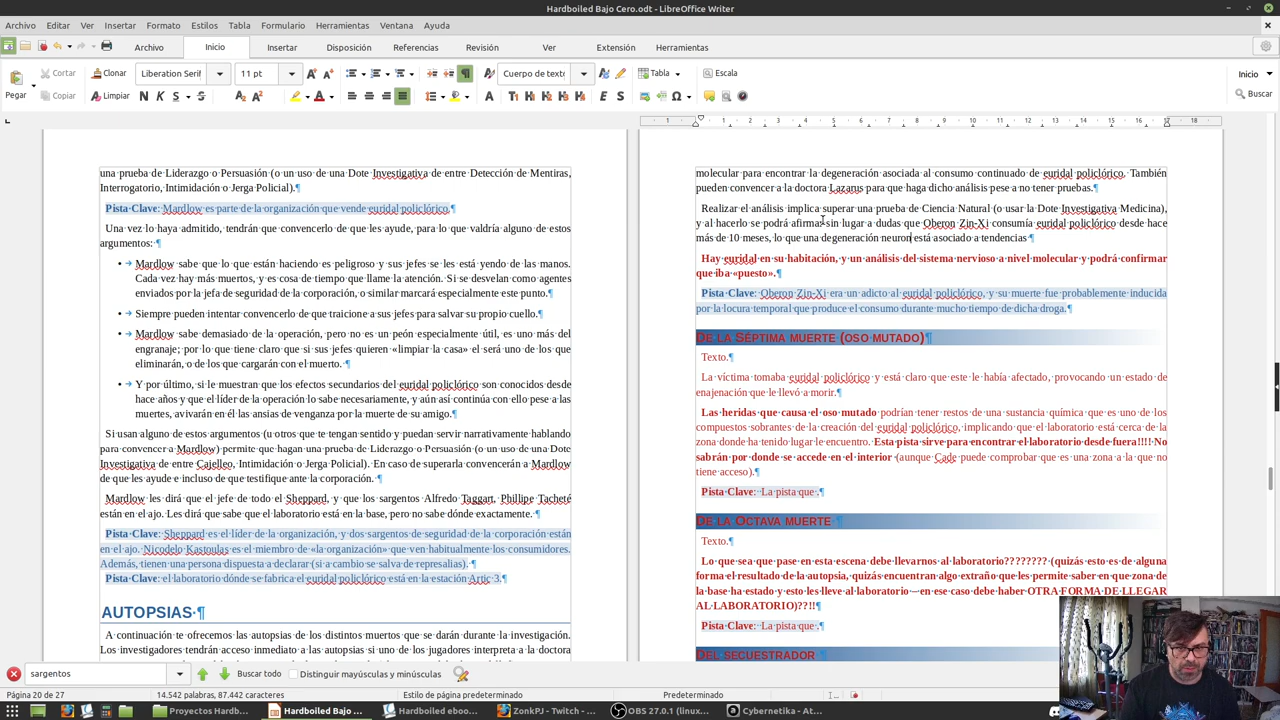 Hardboiled Bajo Cero.odt - LibreOffice Writer
Archivo Editar Ver Insertar Formato Estilos Tabla Formulario Herramientas Ventana Ayuda
Archivo Inicio Insertar Disposición Referencias Revisión Ver Extensión Herramientas
Cortar Clonar Liberation Serif 11 pt Cuerpo de texto Tabla Escala Inicio
Pegar Copiar Limpiar Buscar
una prueba de Liderazgo o Persuasión (o un uso de una Dote Investigativa de entre Detección de Mentiras,
Interrogatorio, Intimidación o Jerga Policial).¶
Pista Clave: Mardlow es parte de la organización que vende euridal policlórico.¶
Una vez lo haya admitido, tendrán que convencerlo de que les ayude, para lo que valdría alguno de estos
argumentos: ¶
• Mardlow sabe que lo que están haciendo es peligroso y sus jefes se les está yendo de las manos.
Cada vez hay más muertos, y es cosa de tiempo que llame la atención. Si se desvelan como agentes
enviados por la jefa de seguridad de la corporación, o similar marcará especialmente este punto.¶
• Siempre pueden intentar convencerlo de que traicione a sus jefes para salvar su propio cuello.¶
• Mardlow sabe demasiado de la operación, pero no es un peón especialmente útil, es uno más del
engranaje; por lo que tiene claro que si sus jefes quieren «limpiar la casa» el será uno de los que
eliminarán, o de los que cargarán con el muerto. ¶
• Y por último, si le muestran que los efectos secundarios del euridal policlórico son conocidos desde
hace años y que el líder de la operación lo sabe necesariamente, y aún así continúa con ello pese a las
muertes, avivarán en él las ansias de venganza por la muerte de su amigo.¶
Si usan alguno de estos argumentos (u otros que te tengan sentido y puedan servir narrativamente hablando
para convencer a Mardlow) permite que hagan una prueba de Liderazgo o Persuasión (o un uso de una Dote
Investigativa de entre Cajelleo, Intimidación o Jerga Policial). En caso de superarla convencerán a Mardlow
de que les ayude e incluso de que testifique ante la corporación. ¶
Mardlow les dirá que el jefe de todo el Sheppard, y que los sargentos Alfredo Taggart, Phillipe Tacheté
están en el ajo. Les dirá que sabe que el laboratorio está en la base, pero no sabe dónde exactamente. ¶
Pista Clave: Sheppard es el líder de la organización, y dos sargentos de seguridad de la corporación están
en el ajo. Nicodelo Kastoulas es el miembro de «la organización» que ven habitualmente los consumidores.
Además, tienen una persona dispuesta a declarar (si a cambio se salva de represalias). ¶
Pista Clave: el laboratorio dónde se fabrica el euridal policlórico está en la estación Artic 3.¶
AUTOPSIAS ¶
A continuación te ofrecemos las autopsias de los distintos muertos que se darán durante la investigación.
Los investigadores tendrán acceso inmediato a las autopsias si uno de los jugadores interpreta a la doctora
molecular para encontrar la degeneración asociada al consumo continuado de euridal policlórico. También
pueden convencer a la doctora Lazarus para que haga dicho análisis pese a no tener pruebas.¶
Realizar el análisis implica superar una prueba de Ciencia Natural (o usar la Dote Investigativa Medicina),
y al hacerlo se podrá afirmar sin lugar a dudas que Oberon Zin-Xi consumía euridal policlórico desde hace
más de 10 meses, lo que una degeneración neuron está asociado a tendencias ¶
Hay euridal en su habitación, y un análisis del sistema nervioso a nivel molecular y podrá confirmar
que iba «puesto».¶
Pista Clave: Oberon Zin-Xi era un adicto al euridal policlórico, y su muerte fue probablemente inducida
por la locura temporal que produce el consumo durante mucho tiempo de dicha droga.¶
DE LA SÉPTIMA MUERTE (OSO MUTADO)¶
Texto.¶
La víctima tomaba euridal policlórico y está claro que este le había afectado, provocando un estado de
enajenación que le llevó a morir.¶
Las heridas que causa el oso mutado podrían tener restos de una sustancia química que es uno de los
compuestos sobrantes de la creación del euridal policlórico, implicando que el laboratorio está cerca de la
zona donde ha tenido lugar le encuentro. Esta pista sirve para encontrar el laboratorio desde fuera!!!! No
sabrán por donde se accede en el interior (aunque Cade puede comprobar que es una zona a la que no
tiene acceso).¶
Pista Clave: La pista que .¶
DE LA OCTAVA MUERTE ¶
Texto.¶
Lo que sea que pase en esta escena debe llevarnos al laboratorio???????? (quizás esto es de alguna
forma el resultado de la autopsia, quizás encuentran algo extraño que les permite saber en que zona de
la base ha estado y esto les lleve al laboratorio – en ese caso debe haber OTRA FORMA DE LLEGAR
AL LABORATORIO)??!!¶
Pista Clave: La pista que .¶
DEL SECUESTRADOR ¶
sargentos Buscar todo Distinguir mayúsculas y minúsculas
Página 20 de 27 14.542 palabras, 87.442 caracteres Estilo de página predeterminado Predeterminado
Proyectos Hardb... Hardboiled Bajo ... Hardboiled eboo... ZonkPJ - Twitch - ... OBS 27.0.1 (linux... Cybernetika - At...